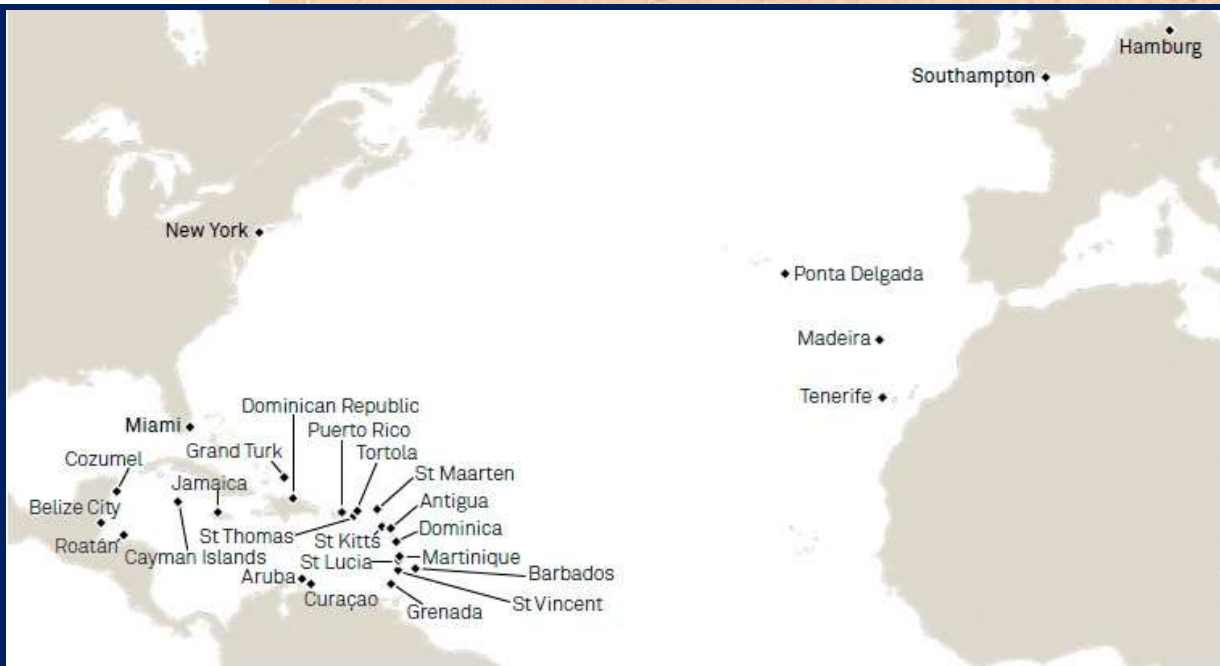 Hamburg
Southampton
New York
Ponta Delgada
Madeira
Tenerife
Dominican Republic
Miami
Puerto Rico
Grand Turk
Tortola
Cozumel
St Maarten
Jamaica
Antigua
Belize City
St Thomas
St Kitts
Dominica
Roatán
Cayman Islands
St Lucia
Martinique
Barbados
Aruba
Curaçao
St Vincent
Grenada